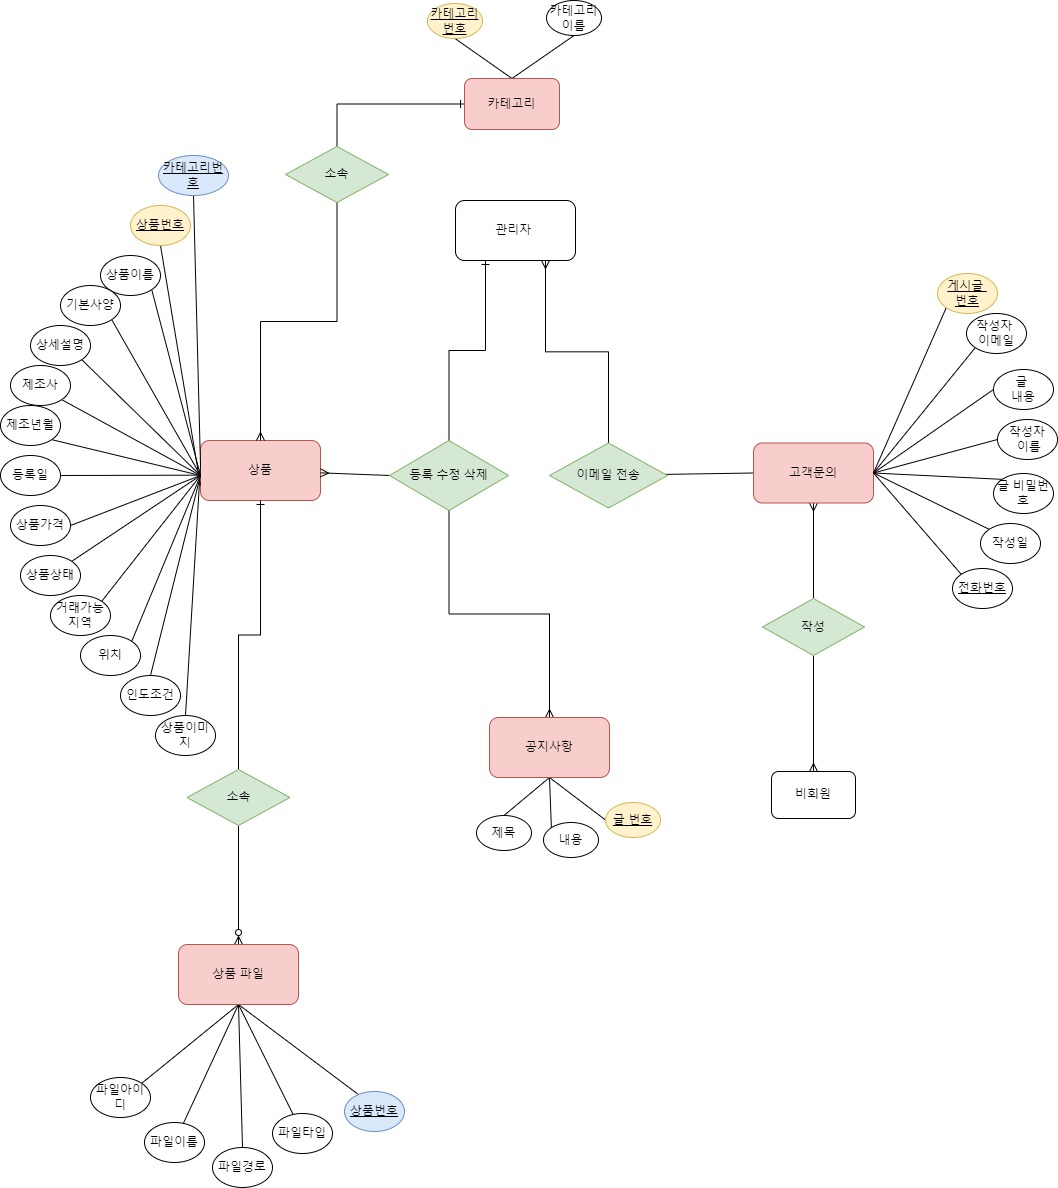 카테고리
번호
카테고리
이름
카테고리
소속
카테고리번
호
상품번호
상품이름
기본사양
상세설명
제조사
제조년월
등록일
상품가격
상품상태
거래가능
지역
위치
인도조건
상품이미
지
상품
관리자
등록 수정 삭제
이메일 전송
고객문의
게시글
번호
작성자
이메일
글
내용
작성자
이름
글 비밀번
호
작성일
전화번호
작성
비회원
공지사항
제목
내용
글 번호
소속
상품 파일
파일아이
디
파일이름
파일경로
파일타입
상품번호